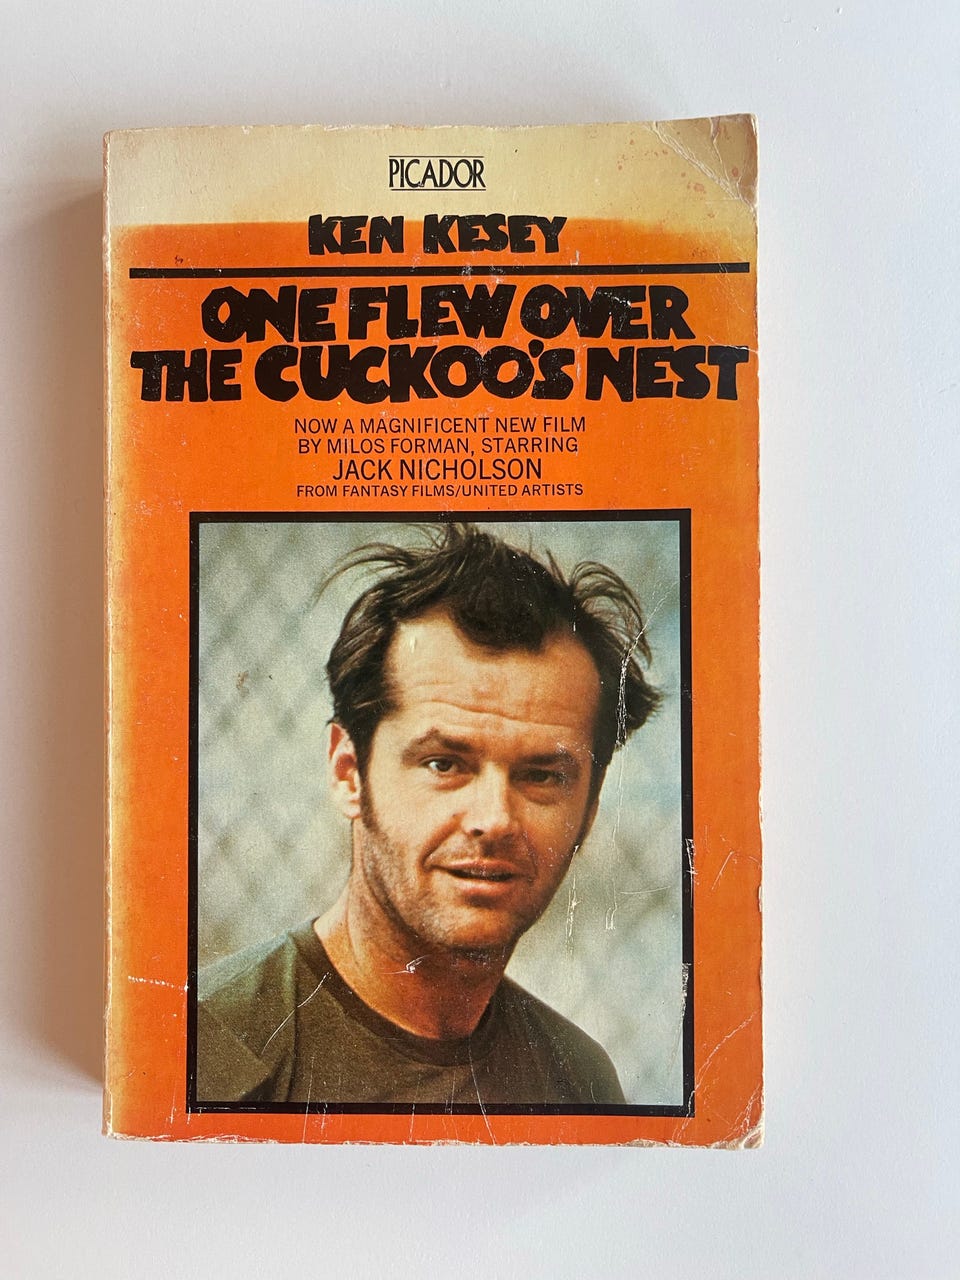 PICADOR
KEN KESEY
ONE FLEW OVER
THE CUCKOO'S NEST
NOW A MAGNIFICENT NEW FILM
BY MILOS FORMAN, STARRING
JACK NICHOLSON
FROM FANTASY FILMS/UNITED ARTISTS